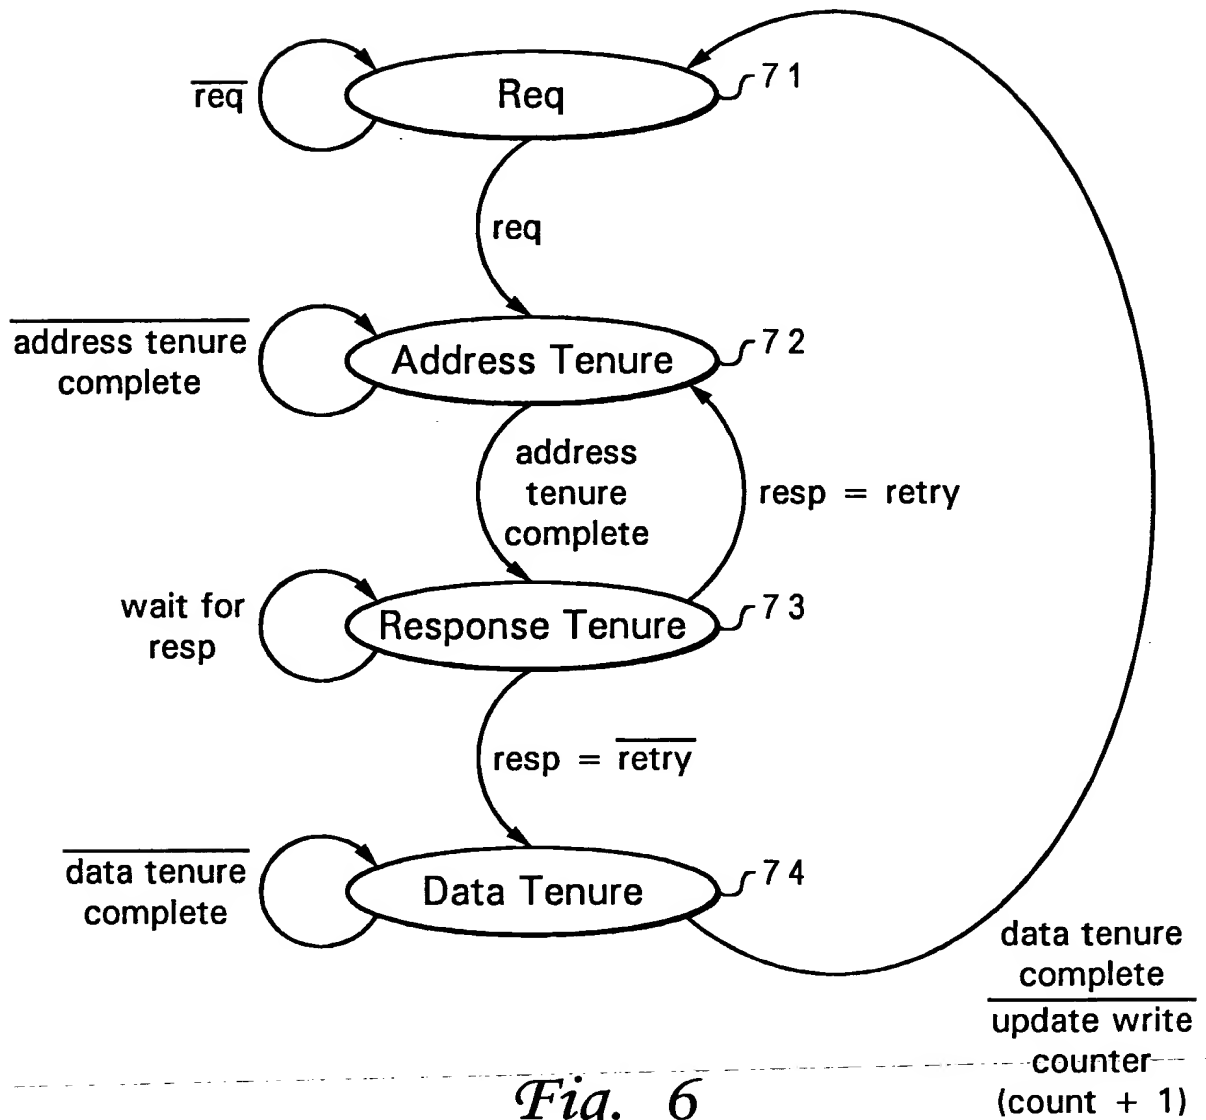 req
Req
71
req
address tenure
complete
Address Tenure
72
address
tenure
complete
resp = retry
wait for
resp
Response Tenure
73
resp = retry
data tenure
complete
Data Tenure
74
data tenure
complete
update write
counter
(count + 1)
Fig. 6